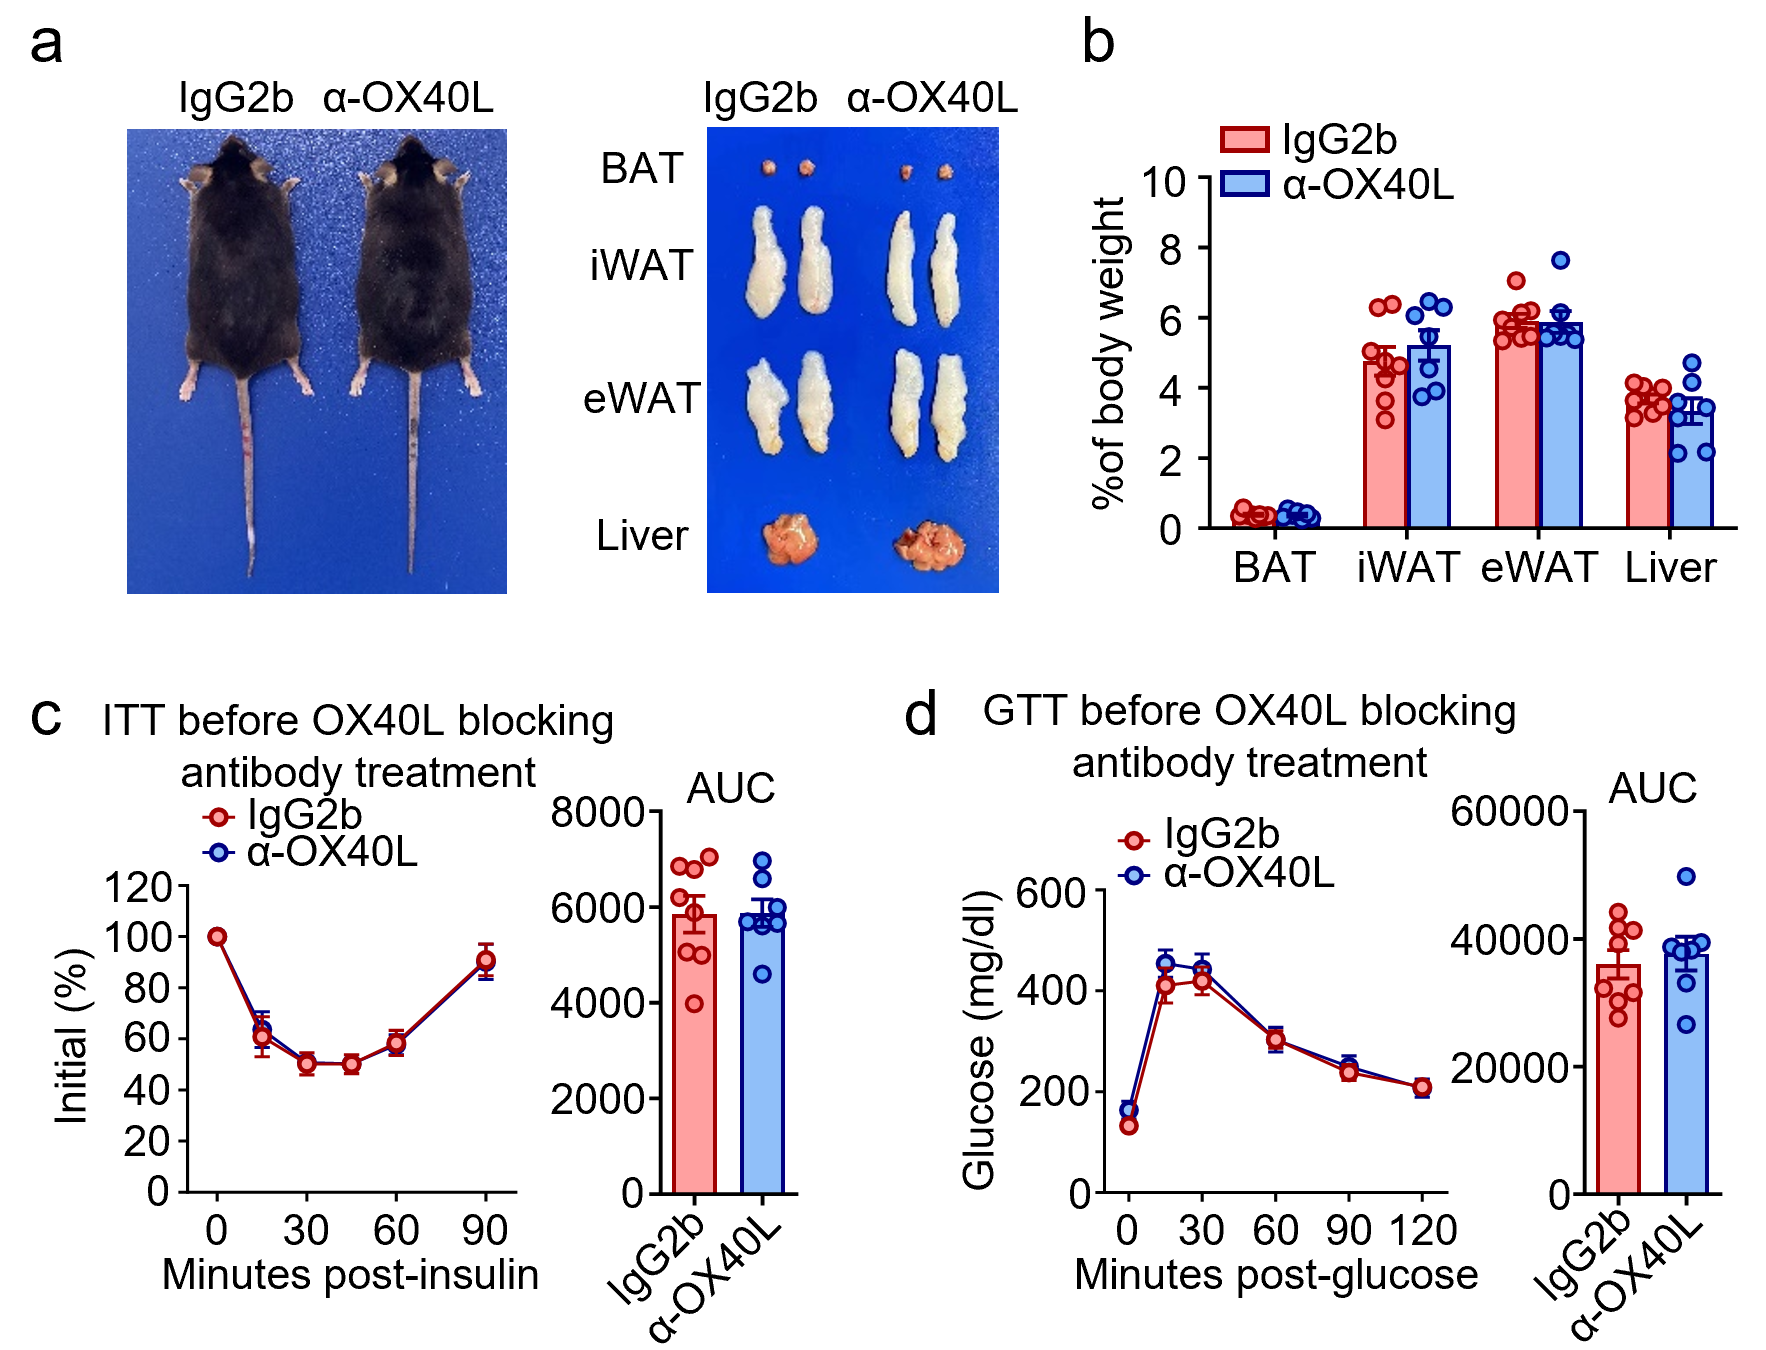 a
IgG2b α-OX40L
IgG2b α-OX40L
BAT
iWAT
eWAT
Liver
b
IgG2b
α-OX40L
%of body weight
10
8
6
4
2
0
BAT iWAT eWAT Liver
c
ITT before OX40L blocking
antibody treatment
IgG2b
α-OX40L
Initial (%)
120
100
80
60
40
20
0
0 30 60 90
Minutes post-insulin
AUC
8000
6000
4000
2000
0
IgG2b
α-OX40L
d
GTT before OX40L blocking
antibody treatment
IgG2b
α-OX40L
Glucose (mg/dl)
600
400
200
0
0 30 60 90 120
Minutes post-glucose
AUC
60000
40000
20000
0
IgG2b
α-OX40L